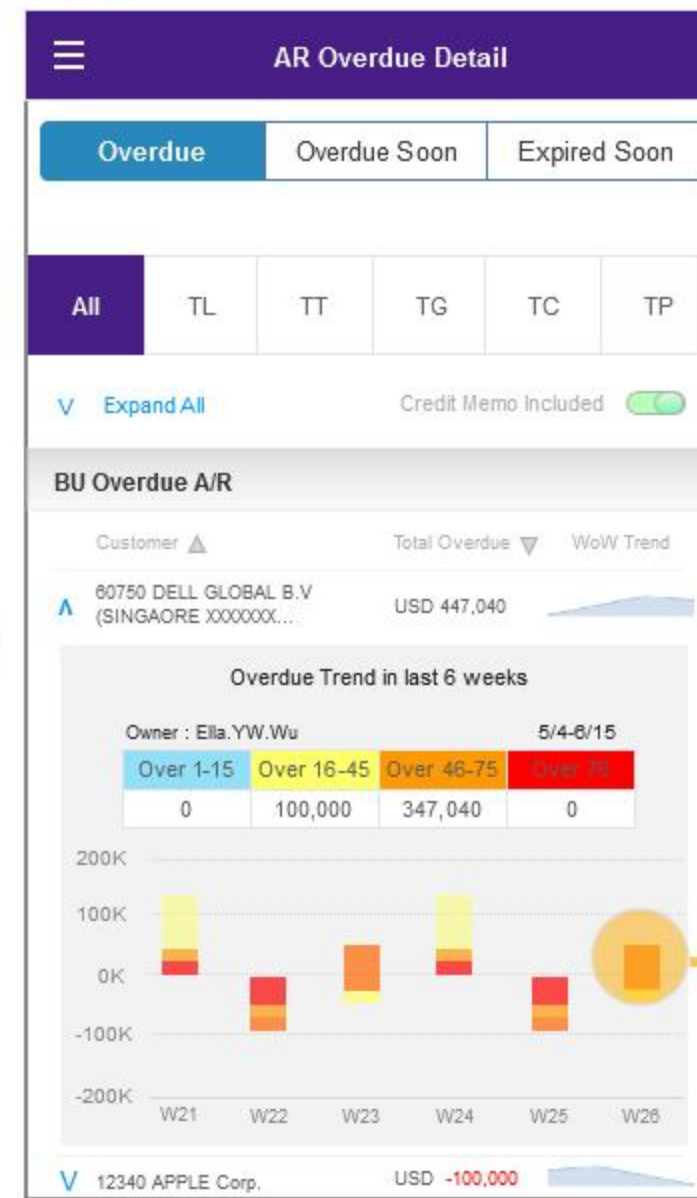 AR Overdue Detail
Overdue Overdue Soon Expired Soon
All TL TT TG TC TP
V Expand All Credit Memo Included
BU Overdue A/R
Customer Total Overdue WoW Trend
60750 DELL GLOBAL B.V USD 447,040
(SINGAORE XXXXXXX...
Overdue Trend in last 6 weeks
Owner : Ella.YW.Wu 5/4-6/15
Over 1-15 Over 16-45 Over 46-75 Over 76
0 100,000 347,040 0
200K
100K
0K
-100K
-200K
W21 W22 W23 W24 W25 W26
V 12340 APPLE Corp. USD -100,000